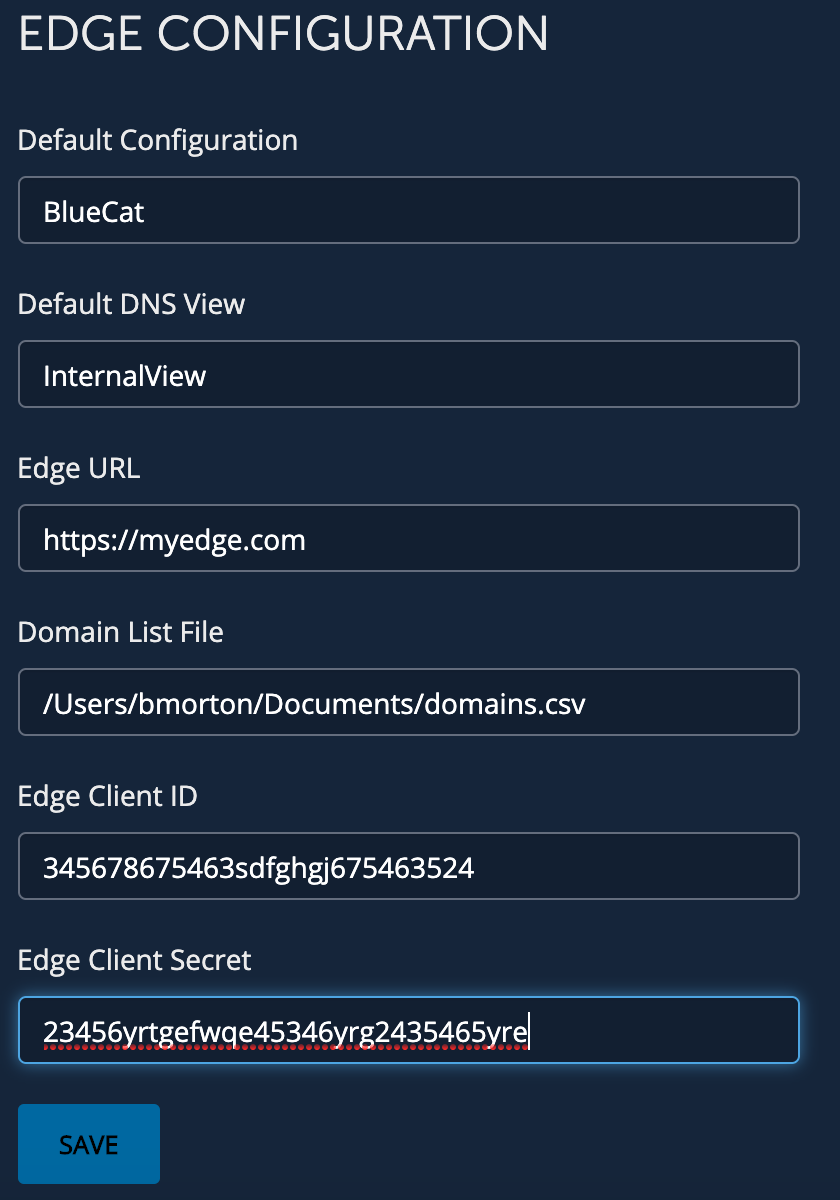 EDGE CONFIGURATION
Default Configuration
BlueCat
Default DNS View
InternalView
Edge URL
https://myedge.com
Domain List File
/Users/bmorton/Documents/domains.csv
Edge Client ID
345678675463sdfghgj675463524
Edge Client Secret
23456yrtgefwqe45346yrg2435465yre
SAVE